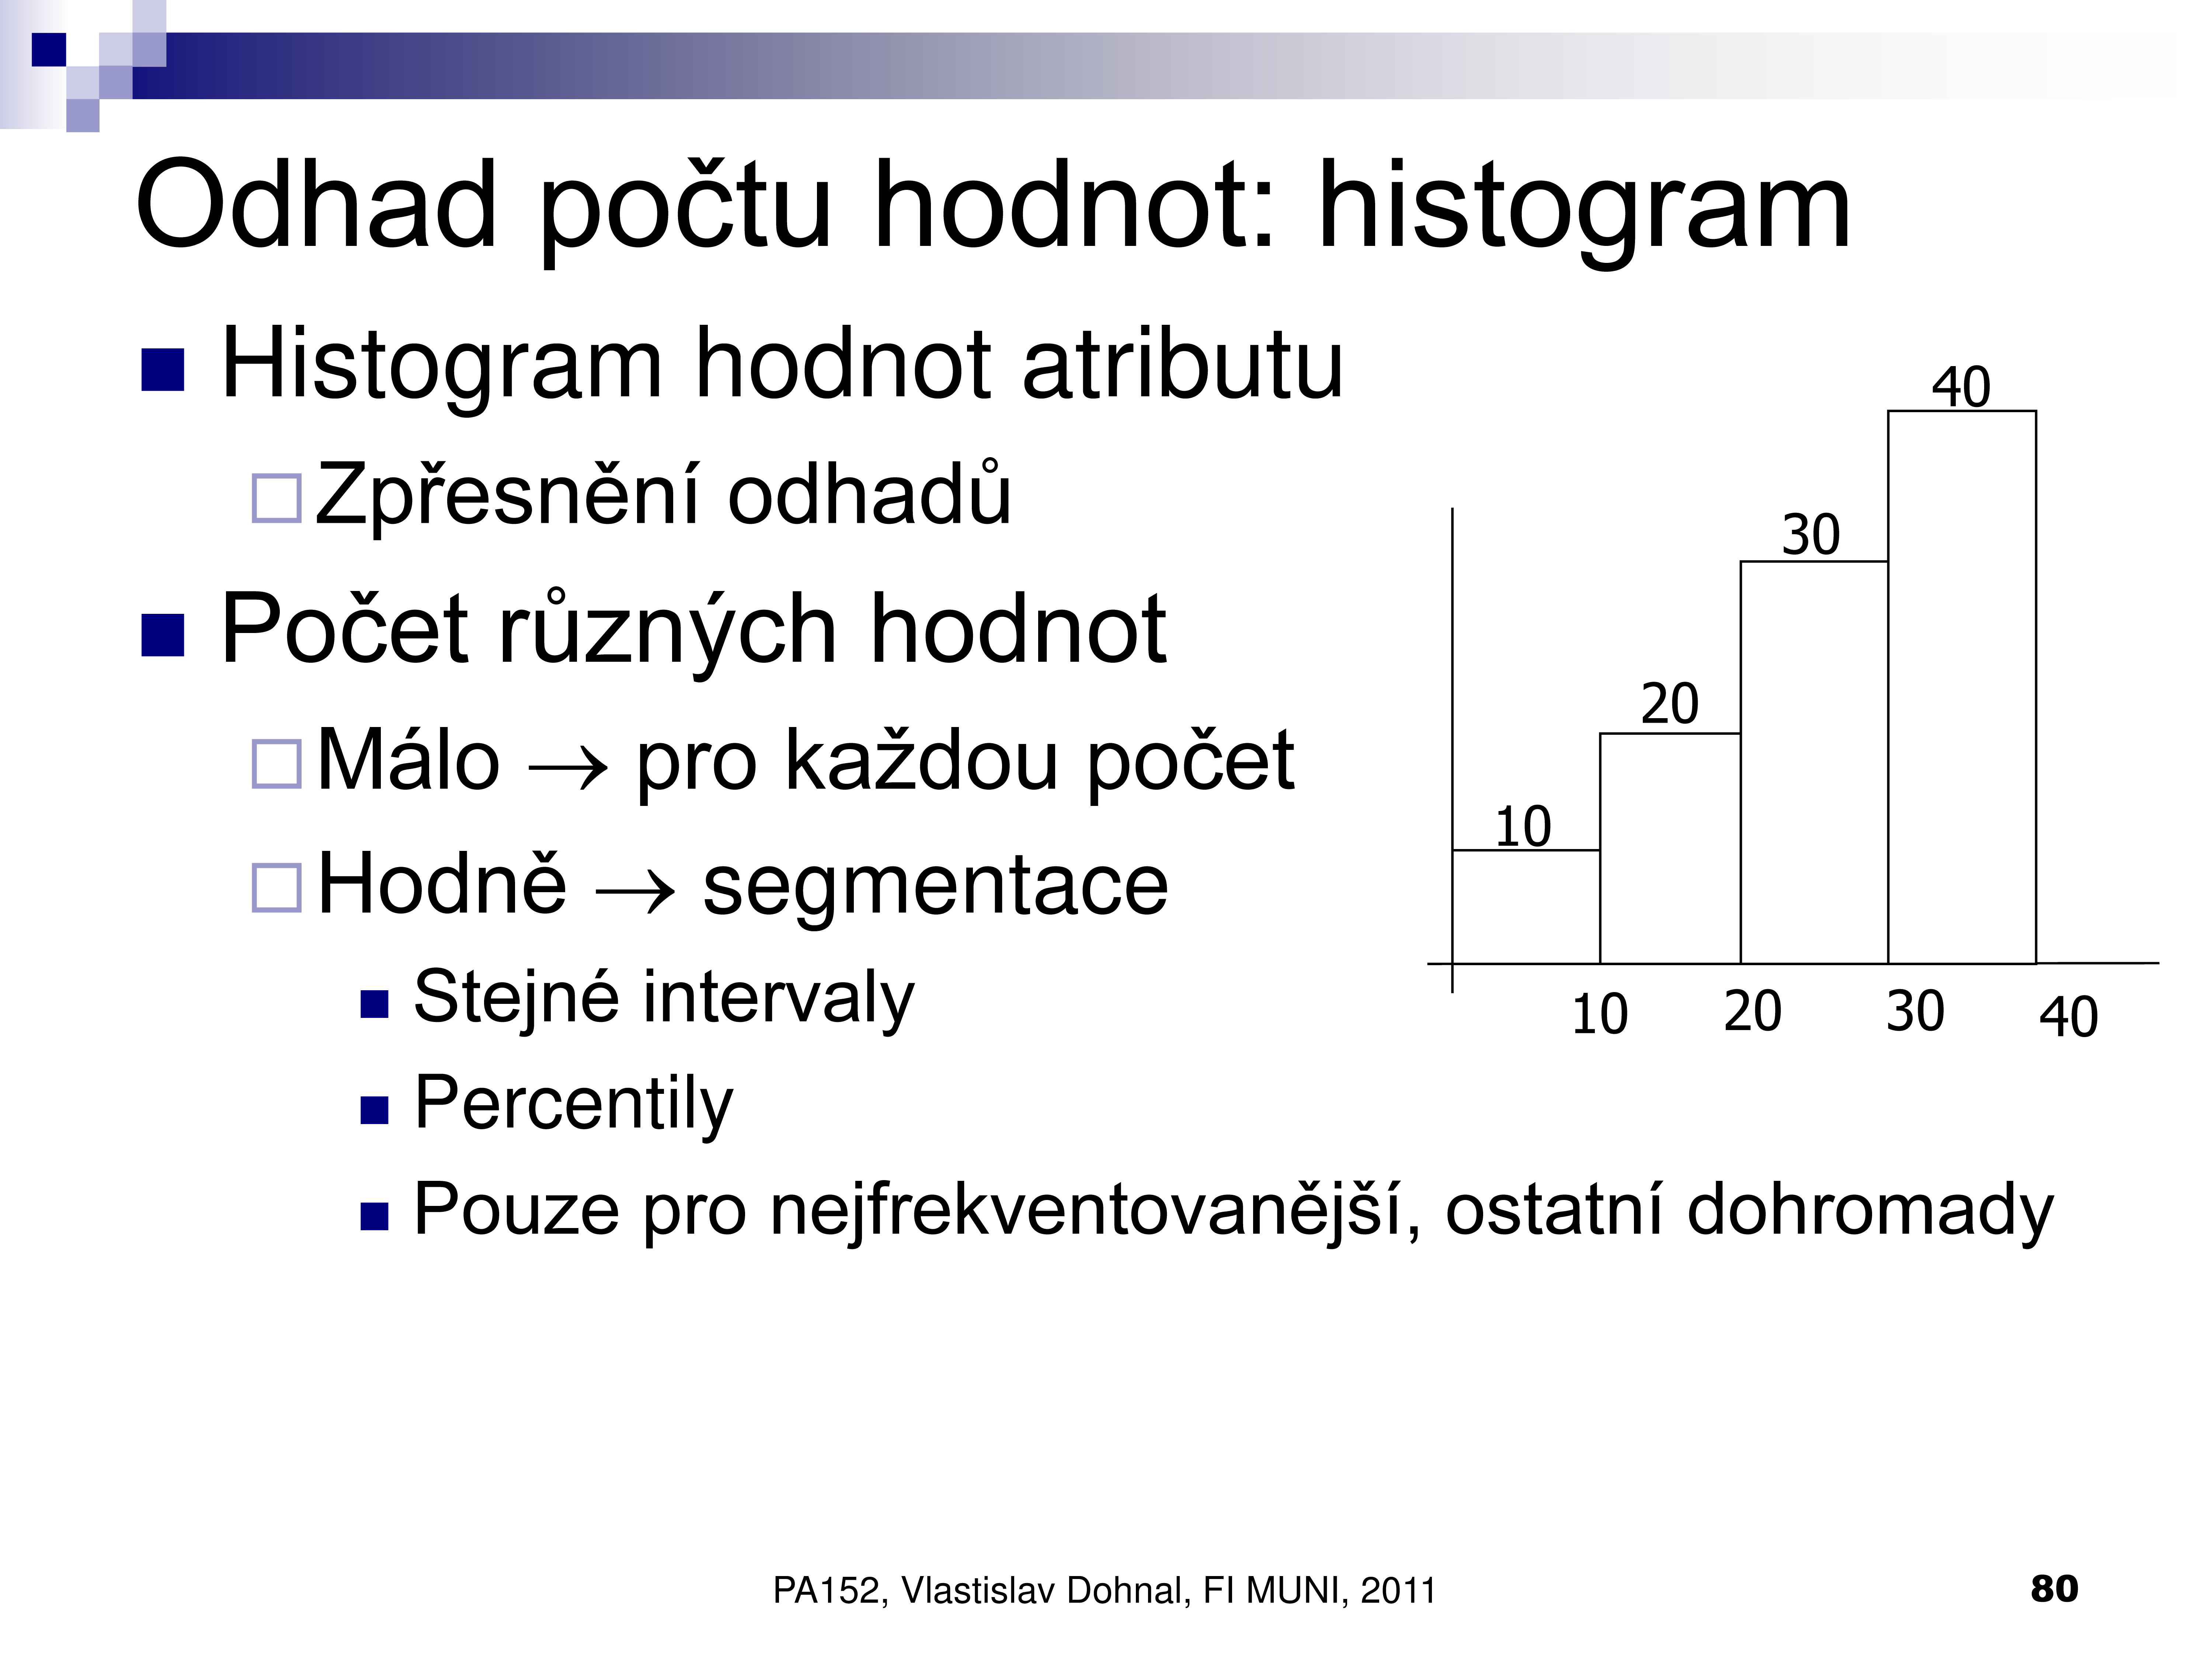 Odhad počtu hodnot: histogram
Histogram hodnot atributu
Zpřesnění odhadů
Počet různých hodnot
Málo → pro každou počet
Hodně → segmentace
Stejné intervaly
Percentily
Pouze pro nejfrekventovanější, ostatní dohromady
40
30
20
10
10 20 30 40
PA152, Vlastislav Dohnal, FI MUNI, 2011
80